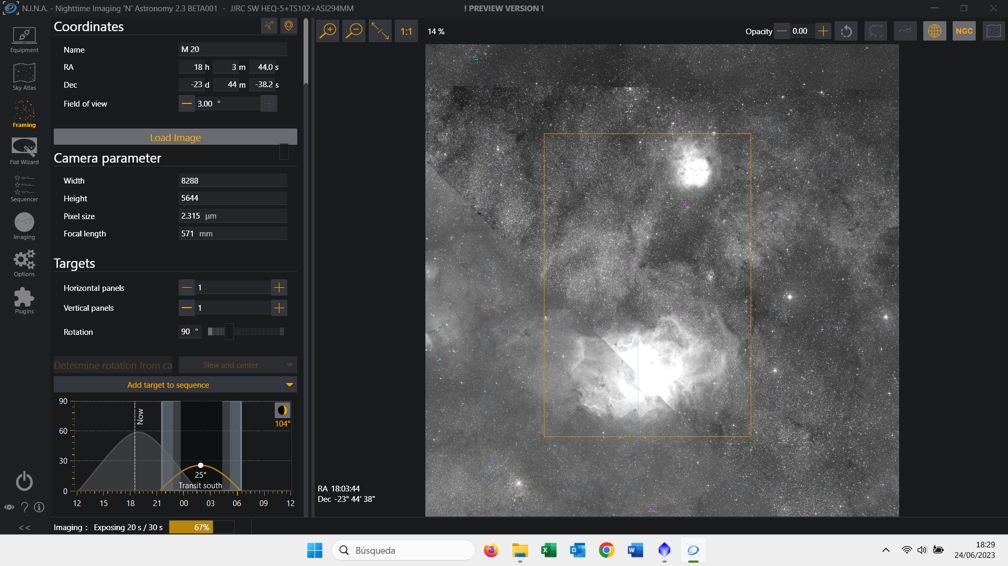 N.I.N.A. - Nighttime Imaging 'N' Astronomy 2.3 BETA001 - JJRC SW HEQ-5+TS102+ASI294MM
! PREVIEW VERSION !
Equipment
Sky Atlas
Framing
Flat Wizard
Sequencer
Imaging
Options
Plugins
<<
Coordinates
Name M 20
RA 18 h 3 m 44.0 s
Dec -23 d 44 m -38.2 s
Field of view 3.00 °
Load Image
Camera parameter
Width 8288
Height 5644
Pixel size 2.315 µm
Focal length 571 mm
Targets
Horizontal panels 1
Vertical panels 1
Rotation 90 °
Determine rotation from ca Slew and center
Add target to sequence
90
60
30
0
Now
104°
25°
Transit south
12 15 18 21 00 03 06 09 12
1:1 14 %
Opacity 0.00
NGC
RA 18:03:44
Dec -23° 44' 38"
Imaging : Exposing 20 s / 30 s 67%
Búsqueda
18:29
24/06/2023